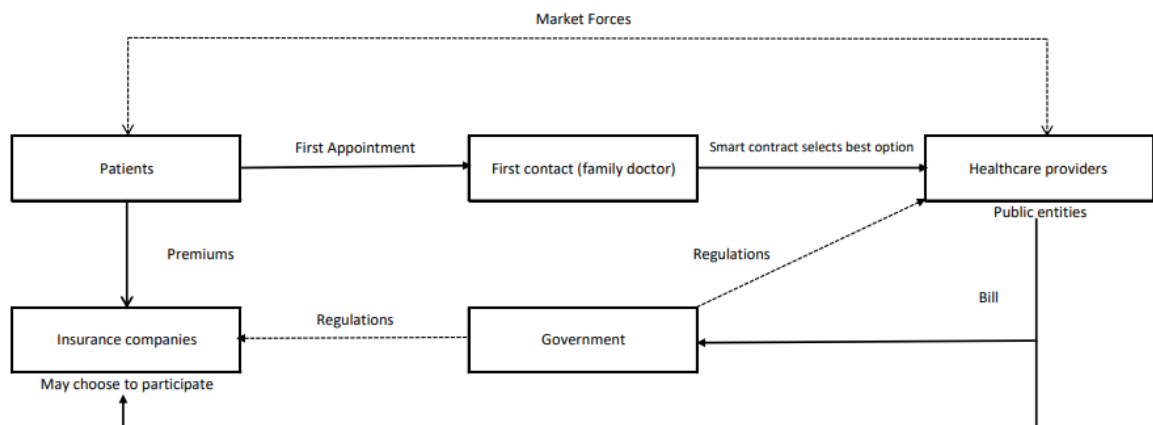 Market Forces
Patients
First Appointment
First contact (family doctor)
Smart contract selects best option
Healthcare providers
Public entities
Premiums
Regulations
Bill
Insurance companies
Regulations
Government
May choose to participate